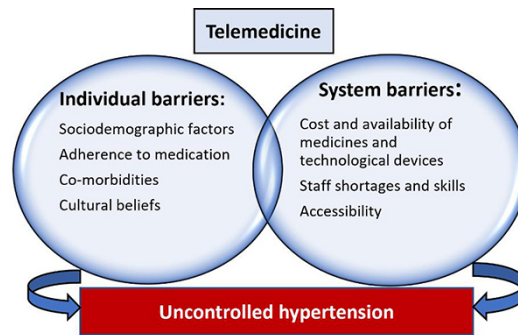 Telemedicine
Individual barriers:
Sociodemographic factors
Adherence to medication
Co-morbidities
Cultural beliefs
System barriers:
Cost and availability of
medicines and
technological devices
Staff shortages and skills
Accessibility
Uncontrolled hypertension